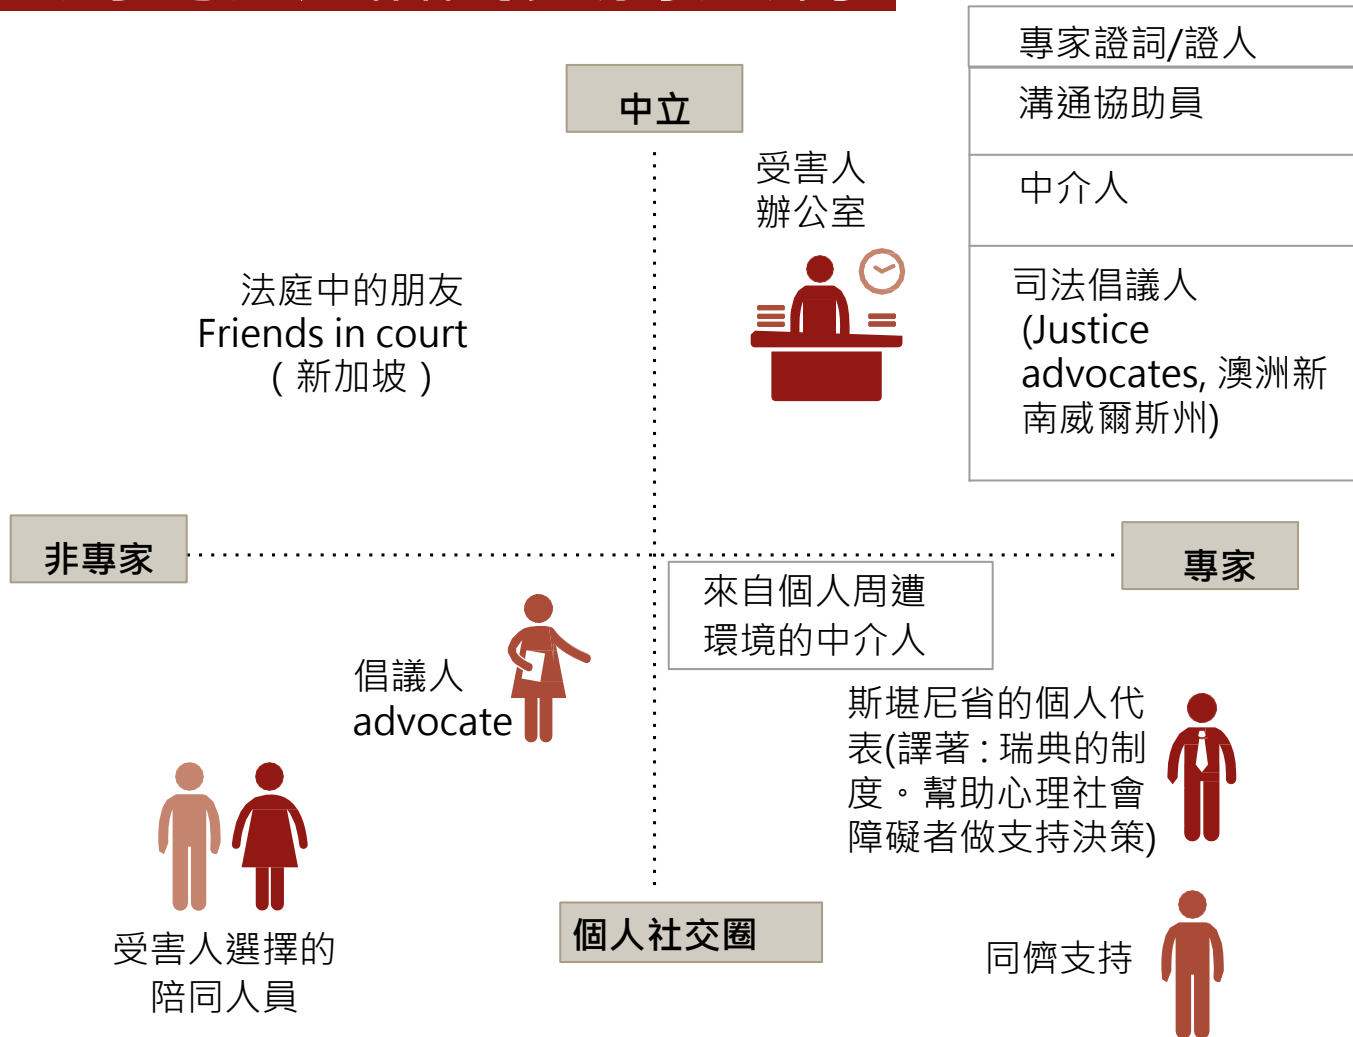 專家證詞/證人
中立
溝通協助員
受害人
辦公室
中介人
法庭中的朋友
Friends in court
(新加坡)
司法倡議人
(Justice
advocates, 澳洲新
南威爾斯州)
非專家
專家
來自個人周遭
環境的中介人
倡議人
advocate
斯堪尼省的個人代
表(譯著:瑞典的制
度。幫助心理社會
障礙者做支持決策)
個人社交圈
受害人選擇的
陪同人員
同儕支持